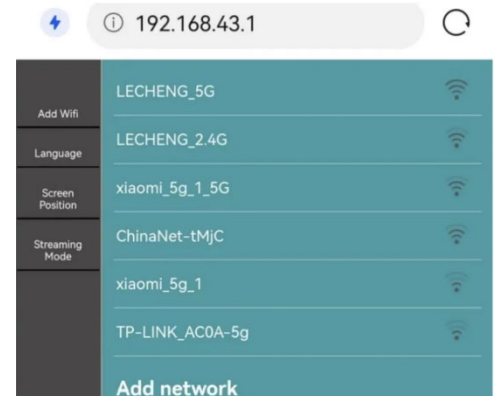 192.168.43.1
Add Wifi
Language
Screen
Position
Streaming
Mode
LECHENG_5G
LECHENG_2.4G
xiaomi_5g_1_5G
ChinaNet-tMjC
xiaomi_5g_1
TP-LINK_AC0A-5g
Add network